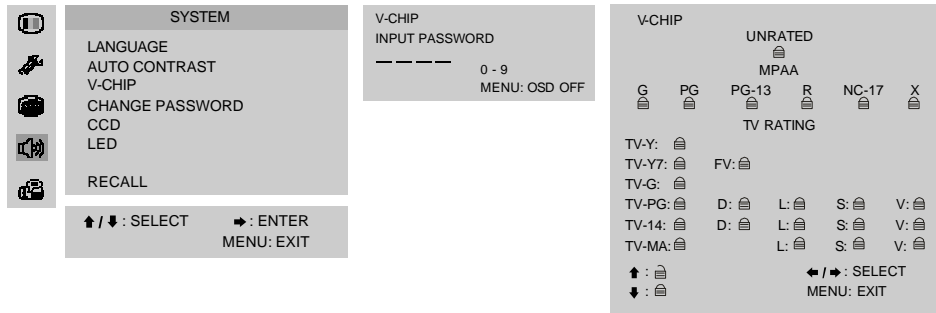 SYSTEM
LANGUAGE
AUTO CONTRAST
V-CHIP
CHANGE PASSWORD
CCD
LED
RECALL
: SELECT : ENTER
MENU: EXIT
V-CHIP
INPUT PASSWORD
0 - 9
MENU: OSD OFF
V-CHIP
UNRATED
MPAA
G PG PG-13 R NC-17 X
TV RATING
TV-Y:
TV-Y7: FV:
TV-G:
TV-PG: D: L: S: V:
TV-14: D: L: S: V:
TV-MA: L: S: V:
: ← / → : SELECT
: MENU: EXIT